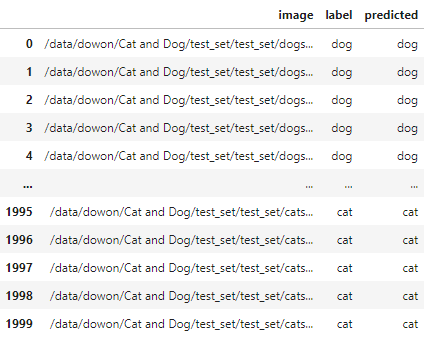 image label predicted
0 /data/dowon/Cat and Dog/test_set/test_set/dogs... dog dog
1 /data/dowon/Cat and Dog/test_set/test_set/dogs... dog dog
2 /data/dowon/Cat and Dog/test_set/test_set/dogs... dog dog
3 /data/dowon/Cat and Dog/test_set/test_set/dogs... dog dog
4 /data/dowon/Cat and Dog/test_set/test_set/dogs... dog dog
... ... ... ...
1995 /data/dowon/Cat and Dog/test_set/test_set/cats... cat cat
1996 /data/dowon/Cat and Dog/test_set/test_set/cats... cat cat
1997 /data/dowon/Cat and Dog/test_set/test_set/cats... cat cat
1998 /data/dowon/Cat and Dog/test_set/test_set/cats... cat cat
1999 /data/dowon/Cat and Dog/test_set/test_set/cats... cat cat